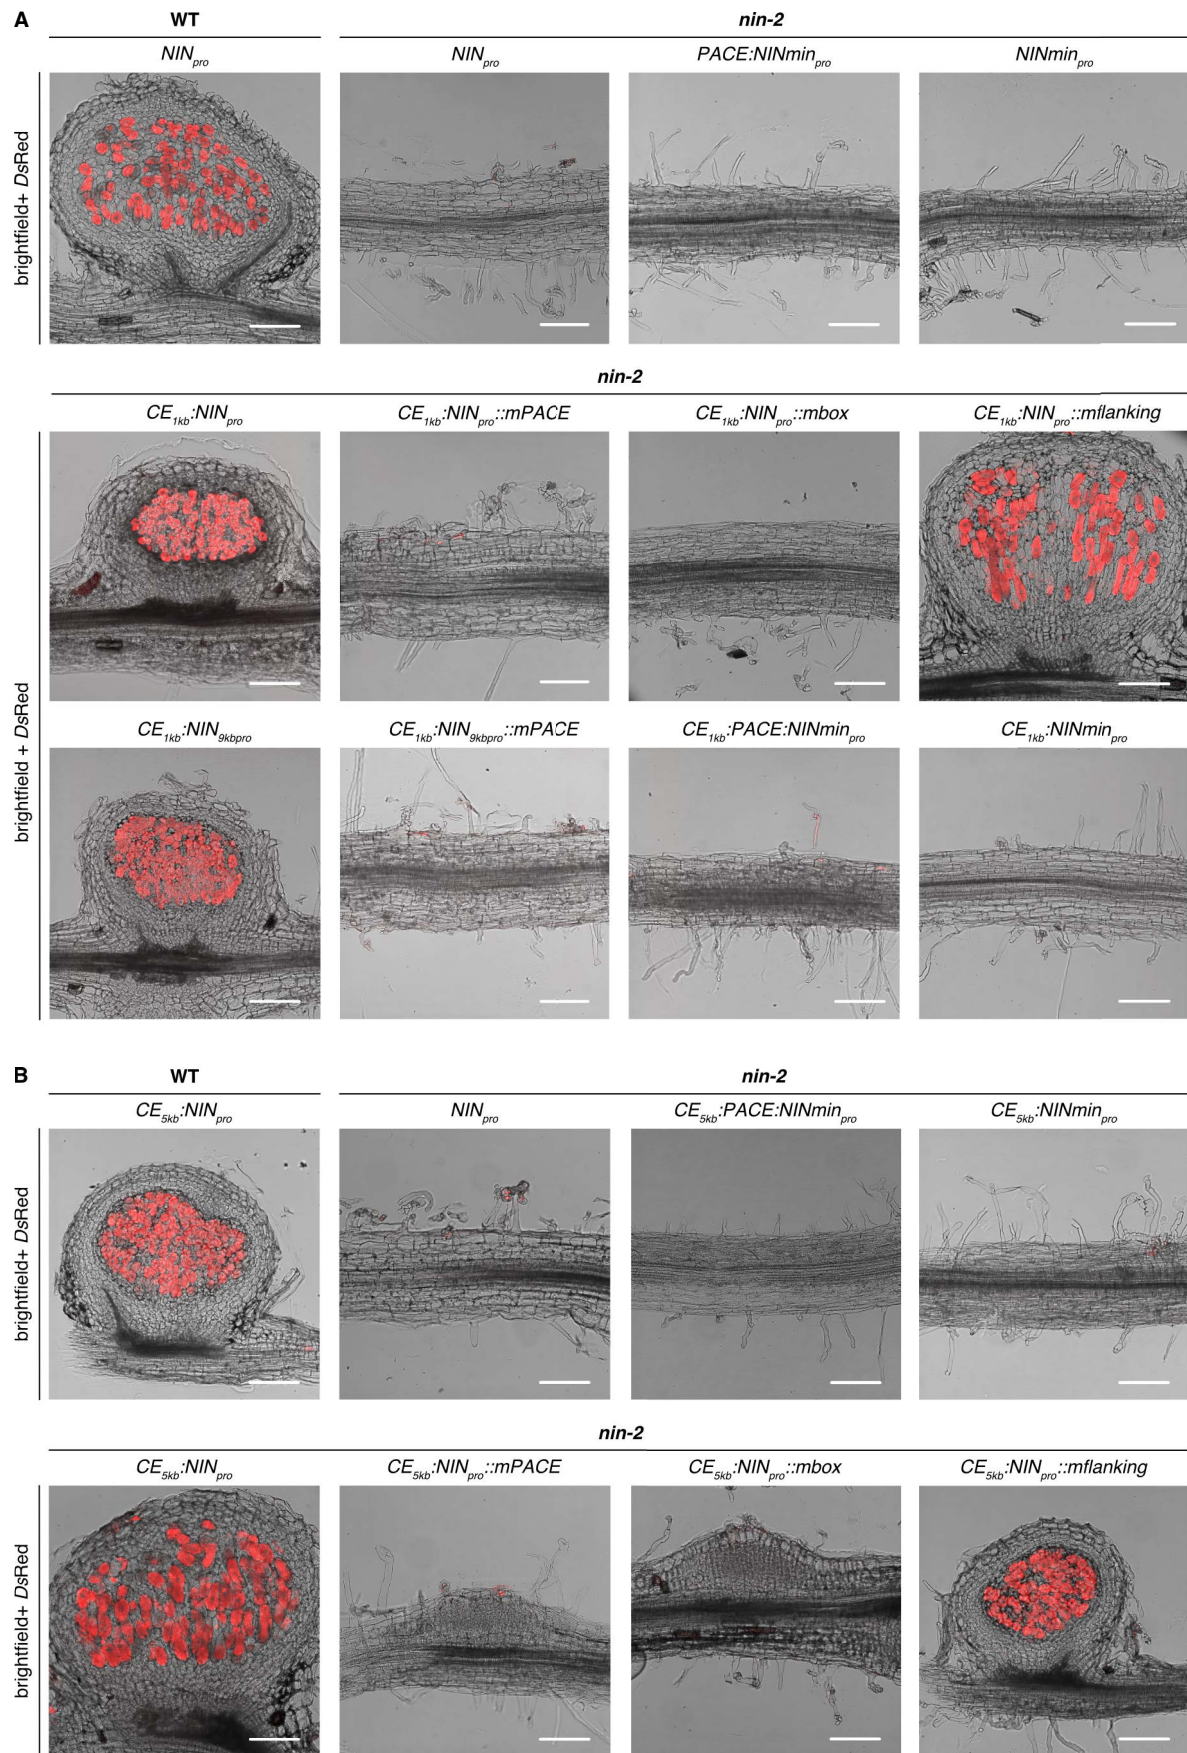 A
WT
nin-2
NINpro
NINpro
PACE:NINminpro
NINminpro
brightfield+ DsRed
nin-2
CE1kb:NINpro
CE1kb:NINpro::mPACE
CE1kb:NINpro::mbox
CE1kb:NINpro::mflanking
brightfield + DsRed
CE1kb:NIN9kbpro
CE1kb:NIN9kbpro::mPACE
CE1kb:PACE:NINminpro
CE1kb:NINminpro
B
WT
nin-2
CE5kb:NINpro
NINpro
CE5kb:PACE:NINminpro
CE5kb:NINminpro
brightfield+ DsRed
nin-2
CE5kb:NINpro
CE5kb:NINpro::mPACE
CE5kb:NINpro::mbox
CE5kb:NINpro::mflanking
brightfield+ DsRed